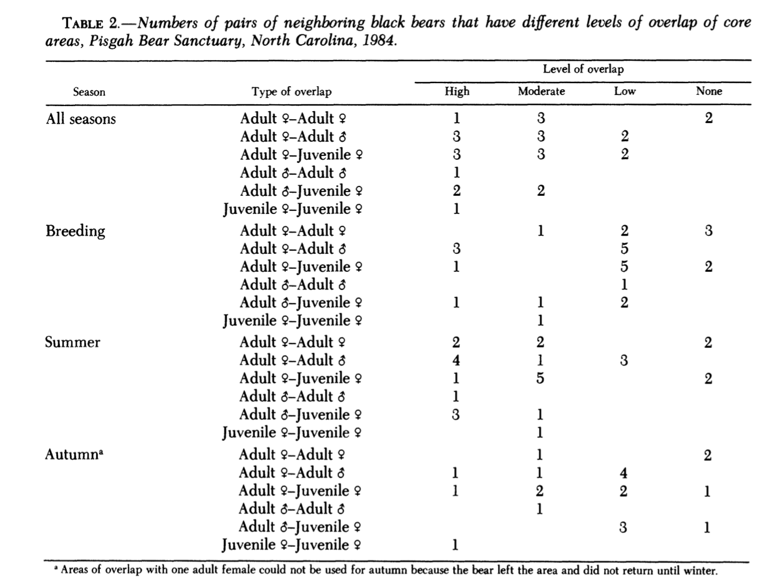 TABLE 2.—Numbers of pairs of neighboring black bears that have different levels of overlap of core
areas, Pisgah Bear Sanctuary, North Carolina, 1984.
Level of overlap
Season Type of overlap High Moderate Low None
All seasons Adult ♀–Adult ♀ 1 3 2
Adult ♀–Adult ♂ 3 3 2
Adult ♀–Juvenile ♀ 3 3 2
Adult ♂–Adult ♂ 1
Adult ♂–Juvenile ♀ 2 2
Juvenile ♀–Juvenile ♀ 1
Breeding Adult ♀–Adult ♀ 1 2 3
Adult ♀–Adult ♂ 3 5
Adult ♀–Juvenile ♀ 1 5 2
Adult ♂–Adult ♂ 1
Adult ♂–Juvenile ♀ 1 1 2
Juvenile ♀–Juvenile ♀ 1
Summer Adult ♀–Adult ♀ 2 2 2
Adult ♀–Adult ♂ 4 1 3
Adult ♀–Juvenile ♀ 1 5 2
Adult ♂–Adult ♂ 1
Adult ♂–Juvenile ♀ 3 1
Juvenile ♀–Juvenile ♀ 1
Autumnᵃ Adult ♀–Adult ♀ 1 2
Adult ♀–Adult ♂ 1 1 4
Adult ♀–Juvenile ♀ 1 2 2 1
Adult ♂–Adult ♂ 1
Adult ♂–Juvenile ♀ 3 1
Juvenile ♀–Juvenile ♀ 1
ᵃ Areas of overlap with one adult female could not be used for autumn because the bear left the area and did not return until winter.